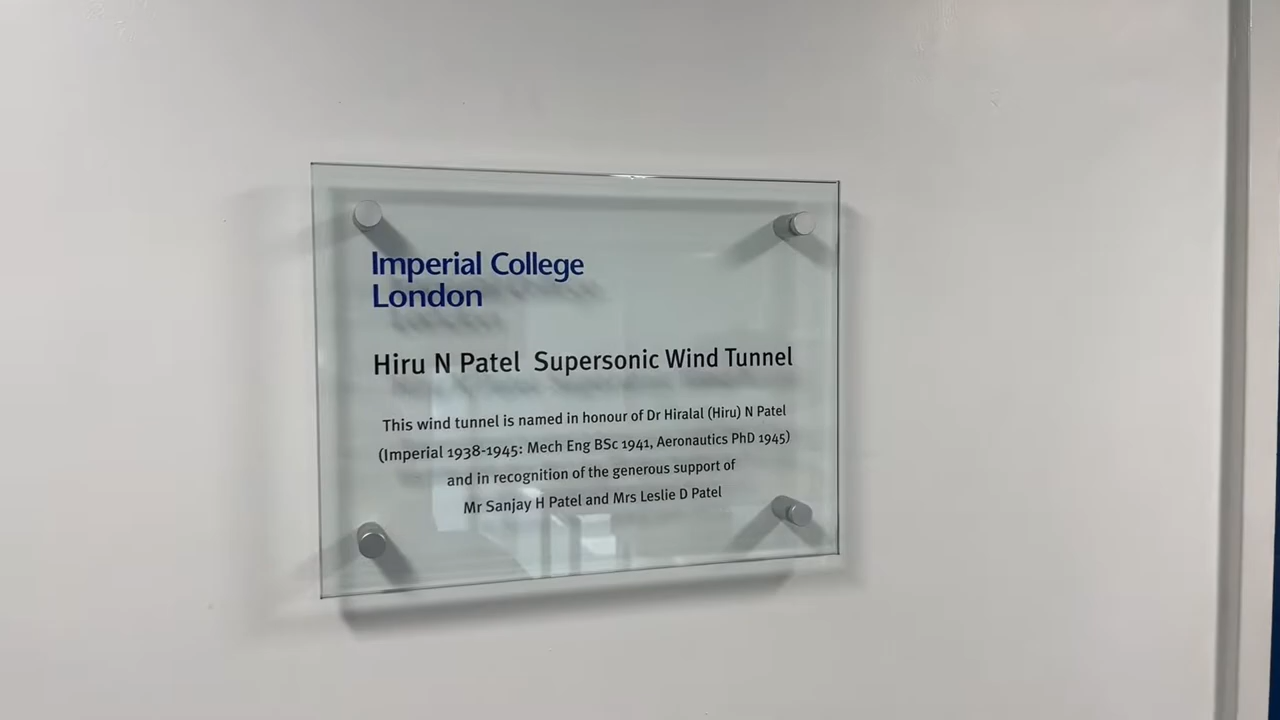 Imperial College
London
Hiru N Patel Supersonic Wind Tunnel
This wind tunnel is named in honour of Dr Hiralal (Hiru) N Patel
(Imperial 1938-1945: Mech Eng BSc 1941, Aeronautics PhD 1945)
and in recognition of the generous support of
Mr Sanjay H Patel and Mrs Leslie D Patel